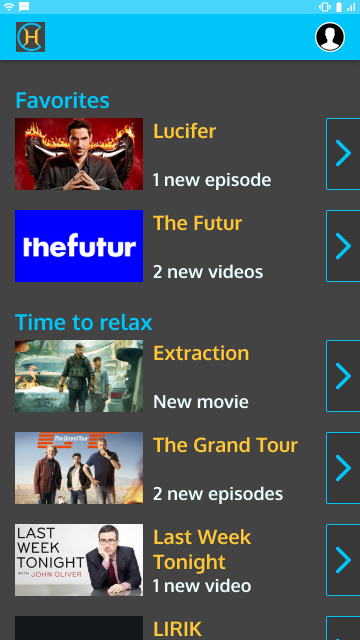 H
Favorites
Lucifer
1 new episode
thefutur
The Futur
2 new videos
Time to relax
Extraction
New movie
The Grand Tour
The Grand Tour
2 new episodes
LAST
WEEK
TONIGHT
WITH JOHN OLIVER
Last Week
Tonight
1 new video
LIRIK